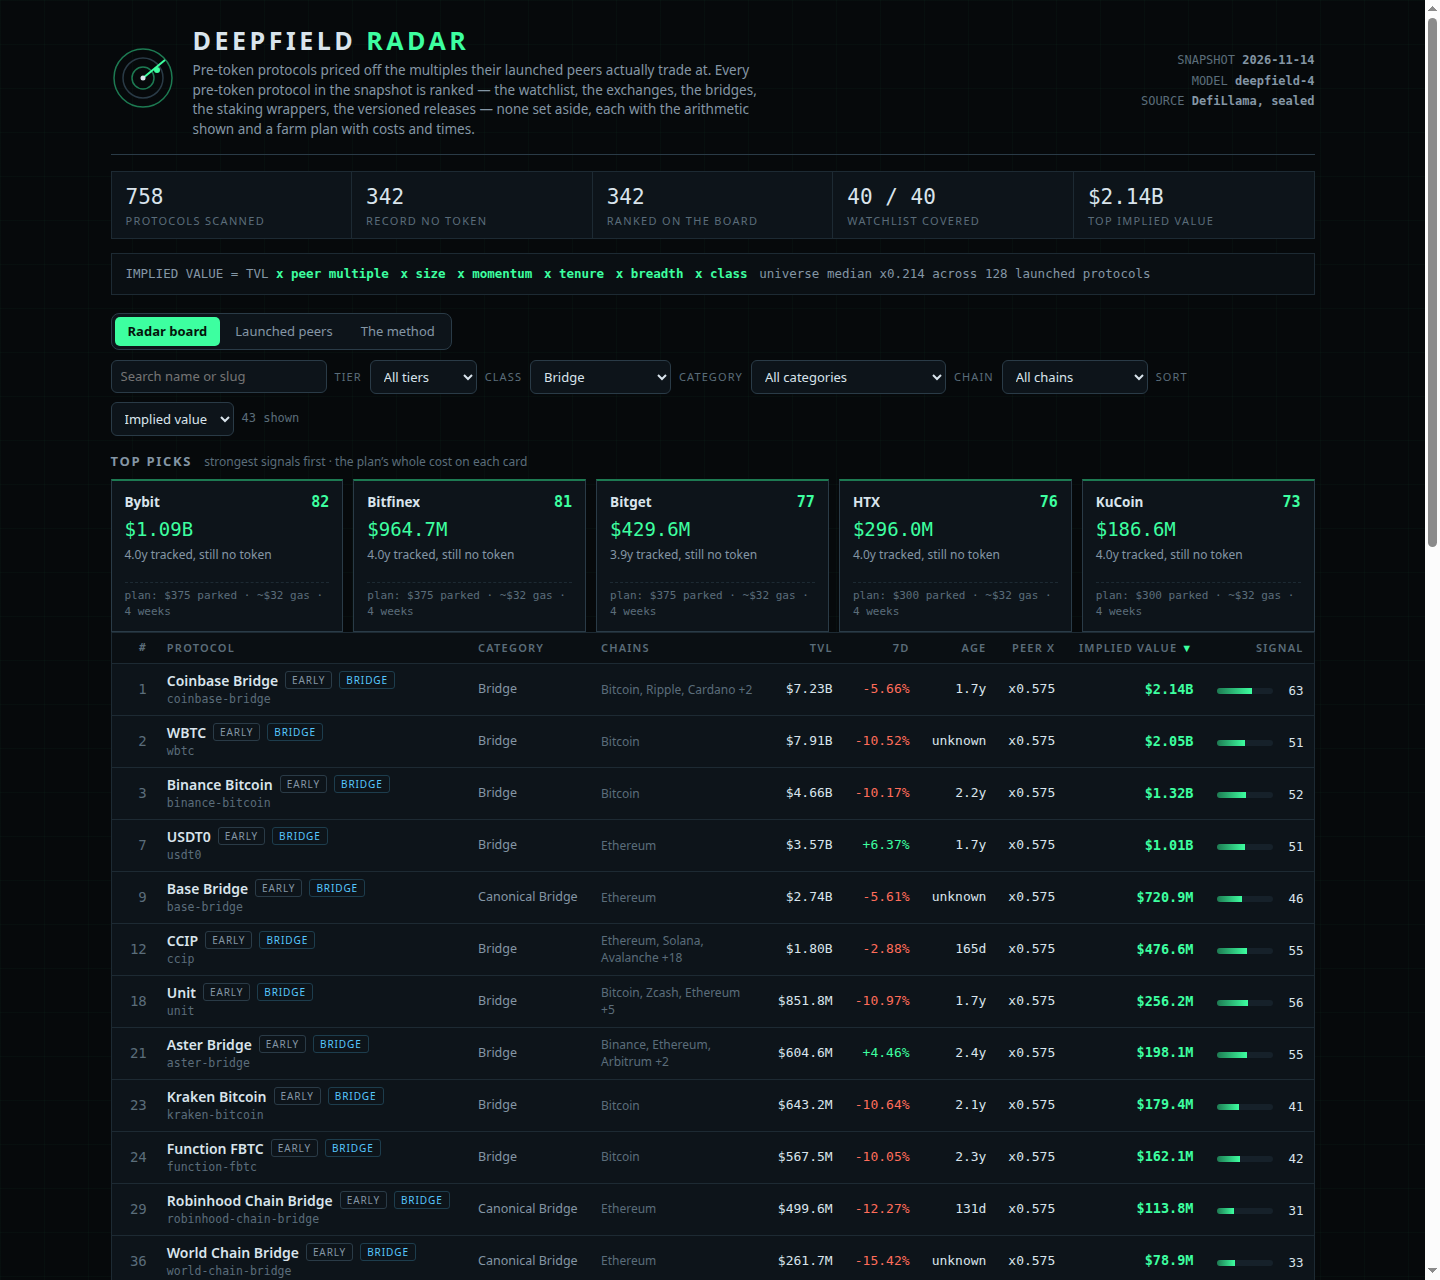 DEEPFIELD RADAR
Pre-token protocols priced off the multiples their launched peers actually trade at. Every
pre-token protocol in the snapshot is ranked — the watchlist, the exchanges, the bridges,
the staking wrappers, the versioned releases — none set aside, each with the arithmetic
shown and a farm plan with costs and times.
SNAPSHOT 2026-11-14
MODEL deepfield-4
SOURCE DefiLlama, sealed
758
PROTOCOLS SCANNED
342
RECORD NO TOKEN
342
RANKED ON THE BOARD
40 / 40
WATCHLIST COVERED
$2.14B
TOP IMPLIED VALUE
IMPLIED VALUE = TVL x peer multiple x size x momentum x tenure x breadth x class universe median x0.214 across 128 launched protocols
Radar board Launched peers The method
Search name or slug TIER All tiers CLASS Bridge CATEGORY All categories CHAIN All chains SORT
Implied value 43 shown
TOP PICKS strongest signals first · the plan's whole cost on each card
Bybit 82
$1.09B
4.0y tracked, still no token
plan: $375 parked · ~$32 gas ·
4 weeks
Bitfinex 81
$964.7M
4.0y tracked, still no token
plan: $375 parked · ~$32 gas ·
4 weeks
Bitget 77
$429.6M
3.9y tracked, still no token
plan: $375 parked · ~$32 gas ·
4 weeks
HTX 76
$296.0M
4.0y tracked, still no token
plan: $300 parked · ~$32 gas ·
4 weeks
KuCoin 73
$186.6M
4.0y tracked, still no token
plan: $300 parked · ~$32 gas ·
4 weeks
# PROTOCOL CATEGORY CHAINS TVL 7D AGE PEER X IMPLIED VALUE ▼ SIGNAL
1 Coinbase Bridge EARLY BRIDGE Bridge Bitcoin, Ripple, Cardano +2 $7.23B -5.66% 1.7y x0.575 $2.14B 63
coinbase-bridge
2 WBTC EARLY BRIDGE Bridge Bitcoin $7.91B -10.52% unknown x0.575 $2.05B 51
wbtc
3 Binance Bitcoin EARLY BRIDGE Bridge Bitcoin $4.66B -10.17% 2.2y x0.575 $1.32B 52
binance-bitcoin
7 USDT0 EARLY BRIDGE Bridge Ethereum $3.57B +6.37% 1.7y x0.575 $1.01B 51
usdt0
9 Base Bridge EARLY BRIDGE Canonical Bridge Ethereum $2.74B -5.61% unknown x0.575 $720.9M 46
base-bridge
12 CCIP EARLY BRIDGE Bridge Ethereum, Solana, Avalanche +18 $1.80B -2.88% 165d x0.575 $476.6M 55
ccip
18 Unit EARLY BRIDGE Bridge Bitcoin, Zcash, Ethereum +5 $851.8M -10.97% 1.7y x0.575 $256.2M 56
unit
21 Aster Bridge EARLY BRIDGE Bridge Binance, Ethereum, Arbitrum +2 $604.6M +4.46% 2.4y x0.575 $198.1M 55
aster-bridge
23 Kraken Bitcoin EARLY BRIDGE Bridge Bitcoin $643.2M -10.64% 2.1y x0.575 $179.4M 41
kraken-bitcoin
24 Function FBTC EARLY BRIDGE Bridge Bitcoin $567.5M -10.05% 2.3y x0.575 $162.1M 42
function-fbtc
29 Robinhood Chain Bridge EARLY BRIDGE Canonical Bridge Ethereum $499.6M -12.27% 131d x0.575 $113.8M 31
robinhood-chain-bridge
36 World Chain Bridge EARLY BRIDGE Canonical Bridge Ethereum $261.7M -15.42% unknown x0.575 $78.9M 33
world-chain-bridge